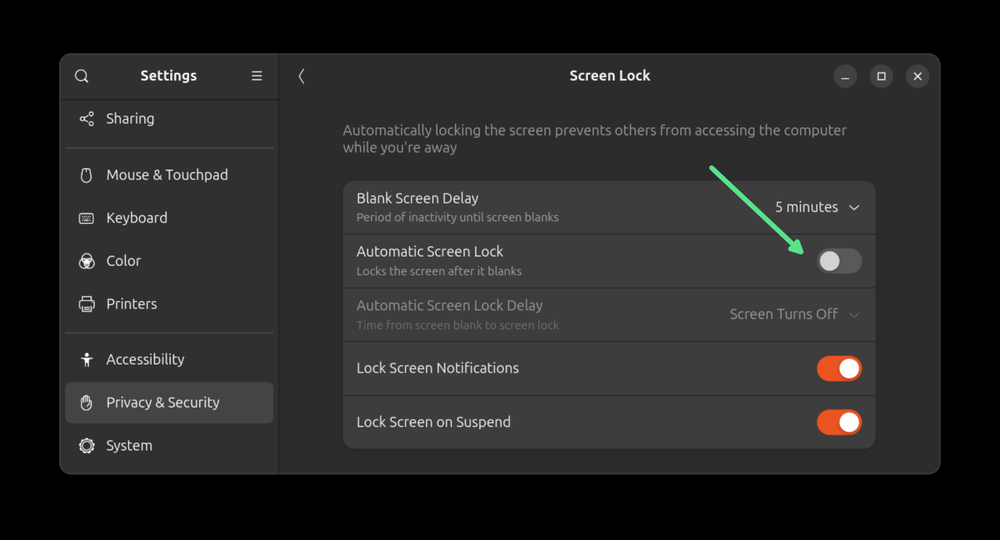 Settings
Screen Lock
Sharing
Mouse & Touchpad
Keyboard
Color
Printers
Accessibility
Privacy & Security
System
Automatically locking the screen prevents others from accessing the computer
while you're away
Blank Screen Delay
Period of inactivity until screen blanks
5 minutes
Automatic Screen Lock
Locks the screen after it blanks
Automatic Screen Lock Delay
Time from screen blank to screen lock
Screen Turns Off
Lock Screen Notifications
Lock Screen on Suspend